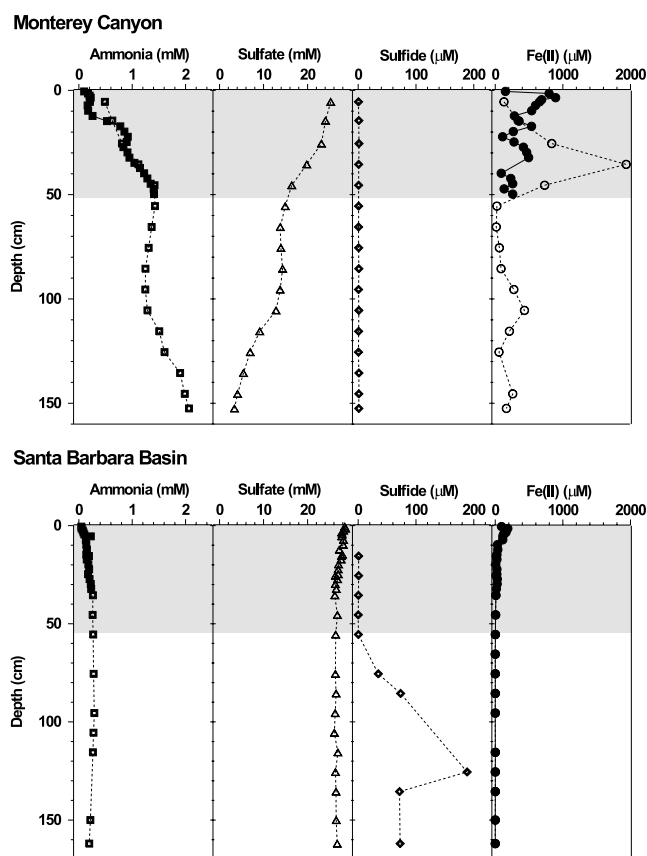 Monterey Canyon
Ammonia (mM) Sulfate (mM) Sulfide (μM) Fe(II) (μM)
0 1 2 0 10 20 0 100 200 0 1000 2000
0
50
100
150
Depth (cm)
Santa Barbara Basin
Ammonia (mM) Sulfate (mM) Sulfide (μM) Fe(II) (μM)
0 1 2 0 10 20 0 100 200 0 1000 2000
0
50
100
150
Depth (cm)